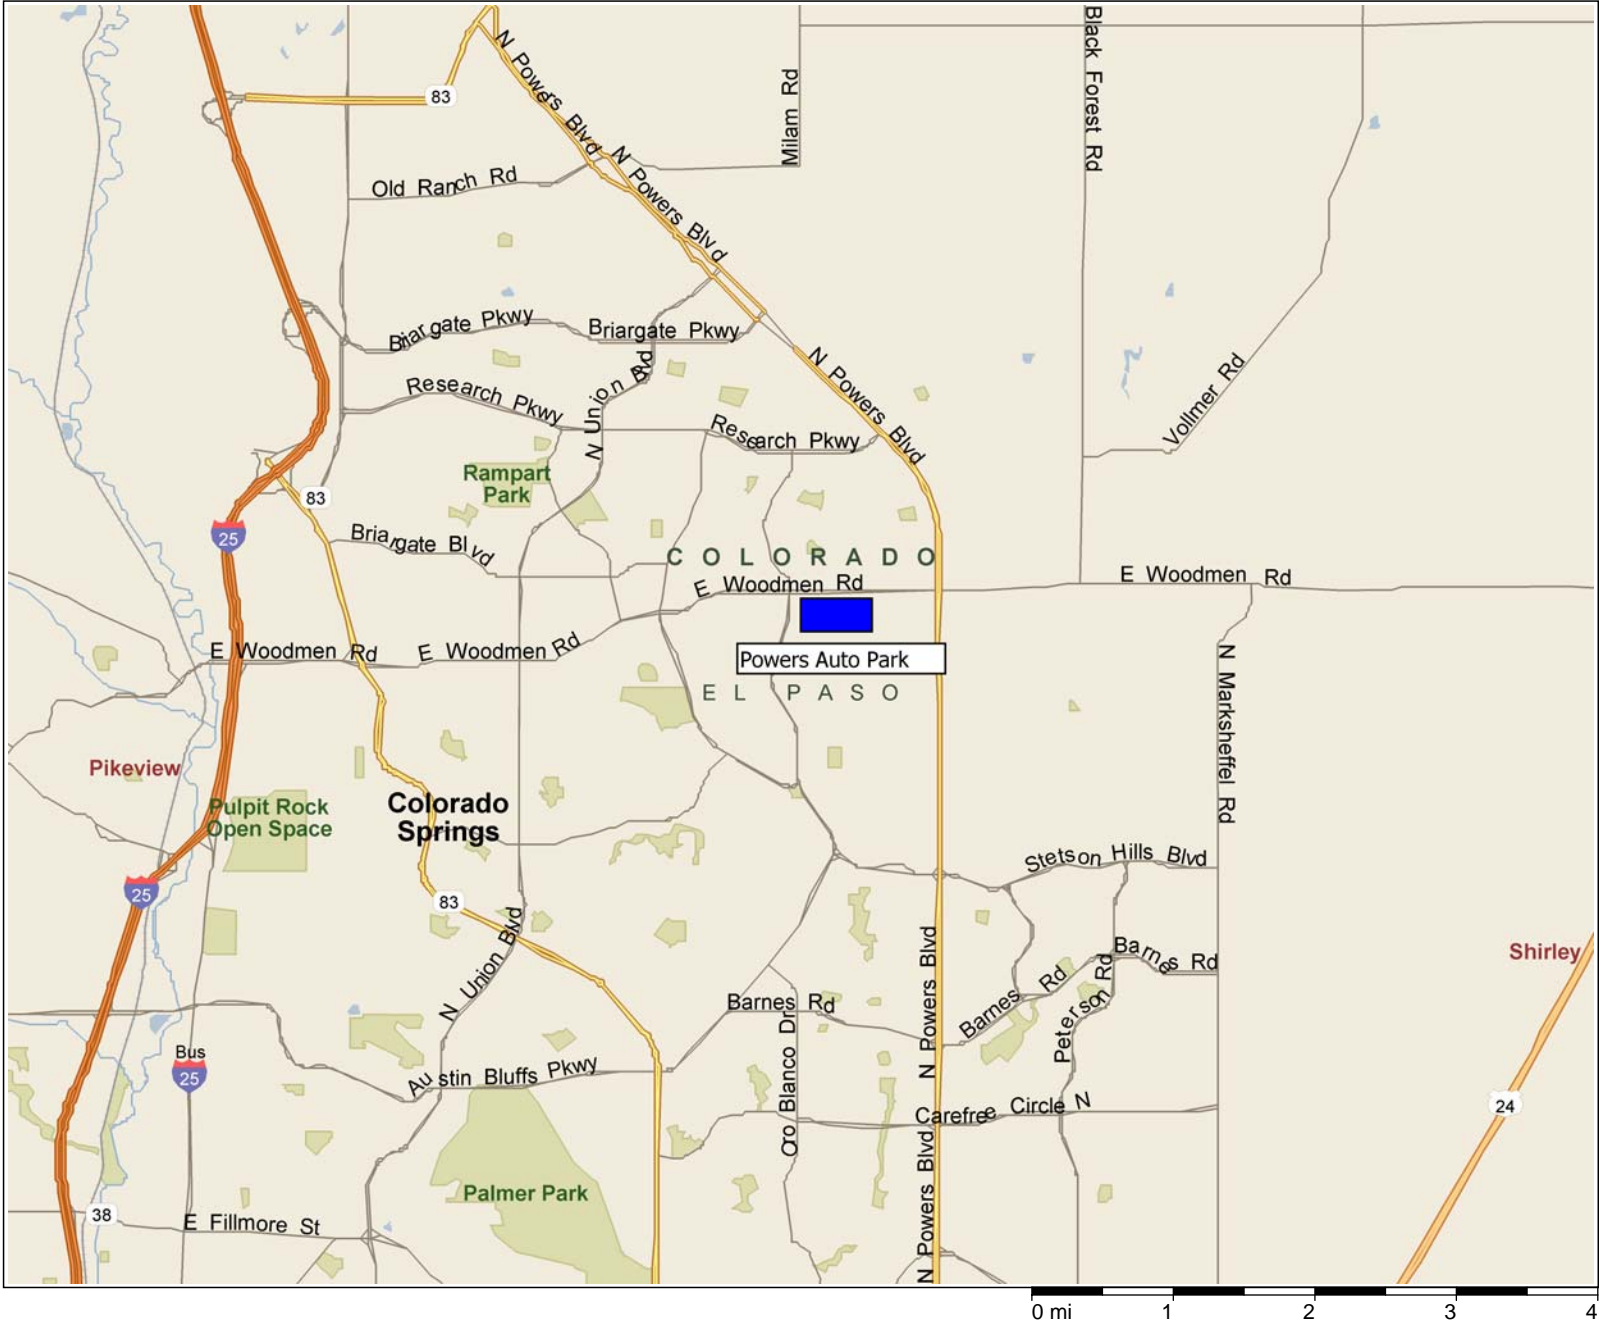 N Powers Blvd
Black Forest Rd
Milam Rd
83
N Powers Blvd
Old Ranch Rd
Briargate Pkwy
Briargate Pkwy
N Powers Blvd
Vollmer Rd
N Union Blvd
Research Pkwy
Research Pkwy
Rampart
Park
83
25
Briargate Blvd
COLORADO
E Woodmen Rd
E Woodmen Rd
E Woodmen Rd
E Woodmen Rd
Powers Auto Park
EL PASO
N Marksheffel Rd
Pikeview
Pulpit Rock
Open Space
Colorado
Springs
Stetson Hills Blvd
25
83
N Union Blvd
N Powers Blvd
Barnes Rd
Shirley
Barnes Rd
Barnes Rd
Peterson Rd
Oro Blanco Dr
Bus
25
Austin Bluffs Pkwy
Carefree Circle N
24
N Powers Blvd
Palmer Park
38
E Fillmore St
0 mi 1 2 3 4